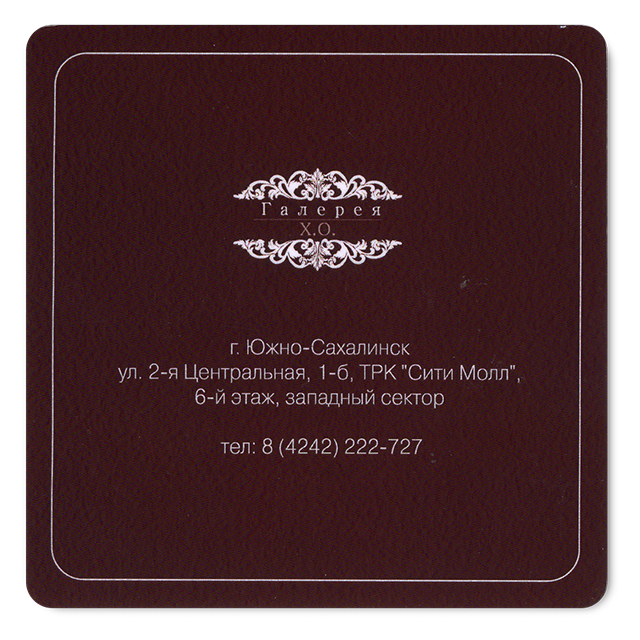 Галерея
Х.О.
г. Южно-Сахалинск
ул. 2-я Центральная, 1-б, ТРК "Сити Молл",
6-й этаж, западный сектор
тел: 8 (4242) 222-727